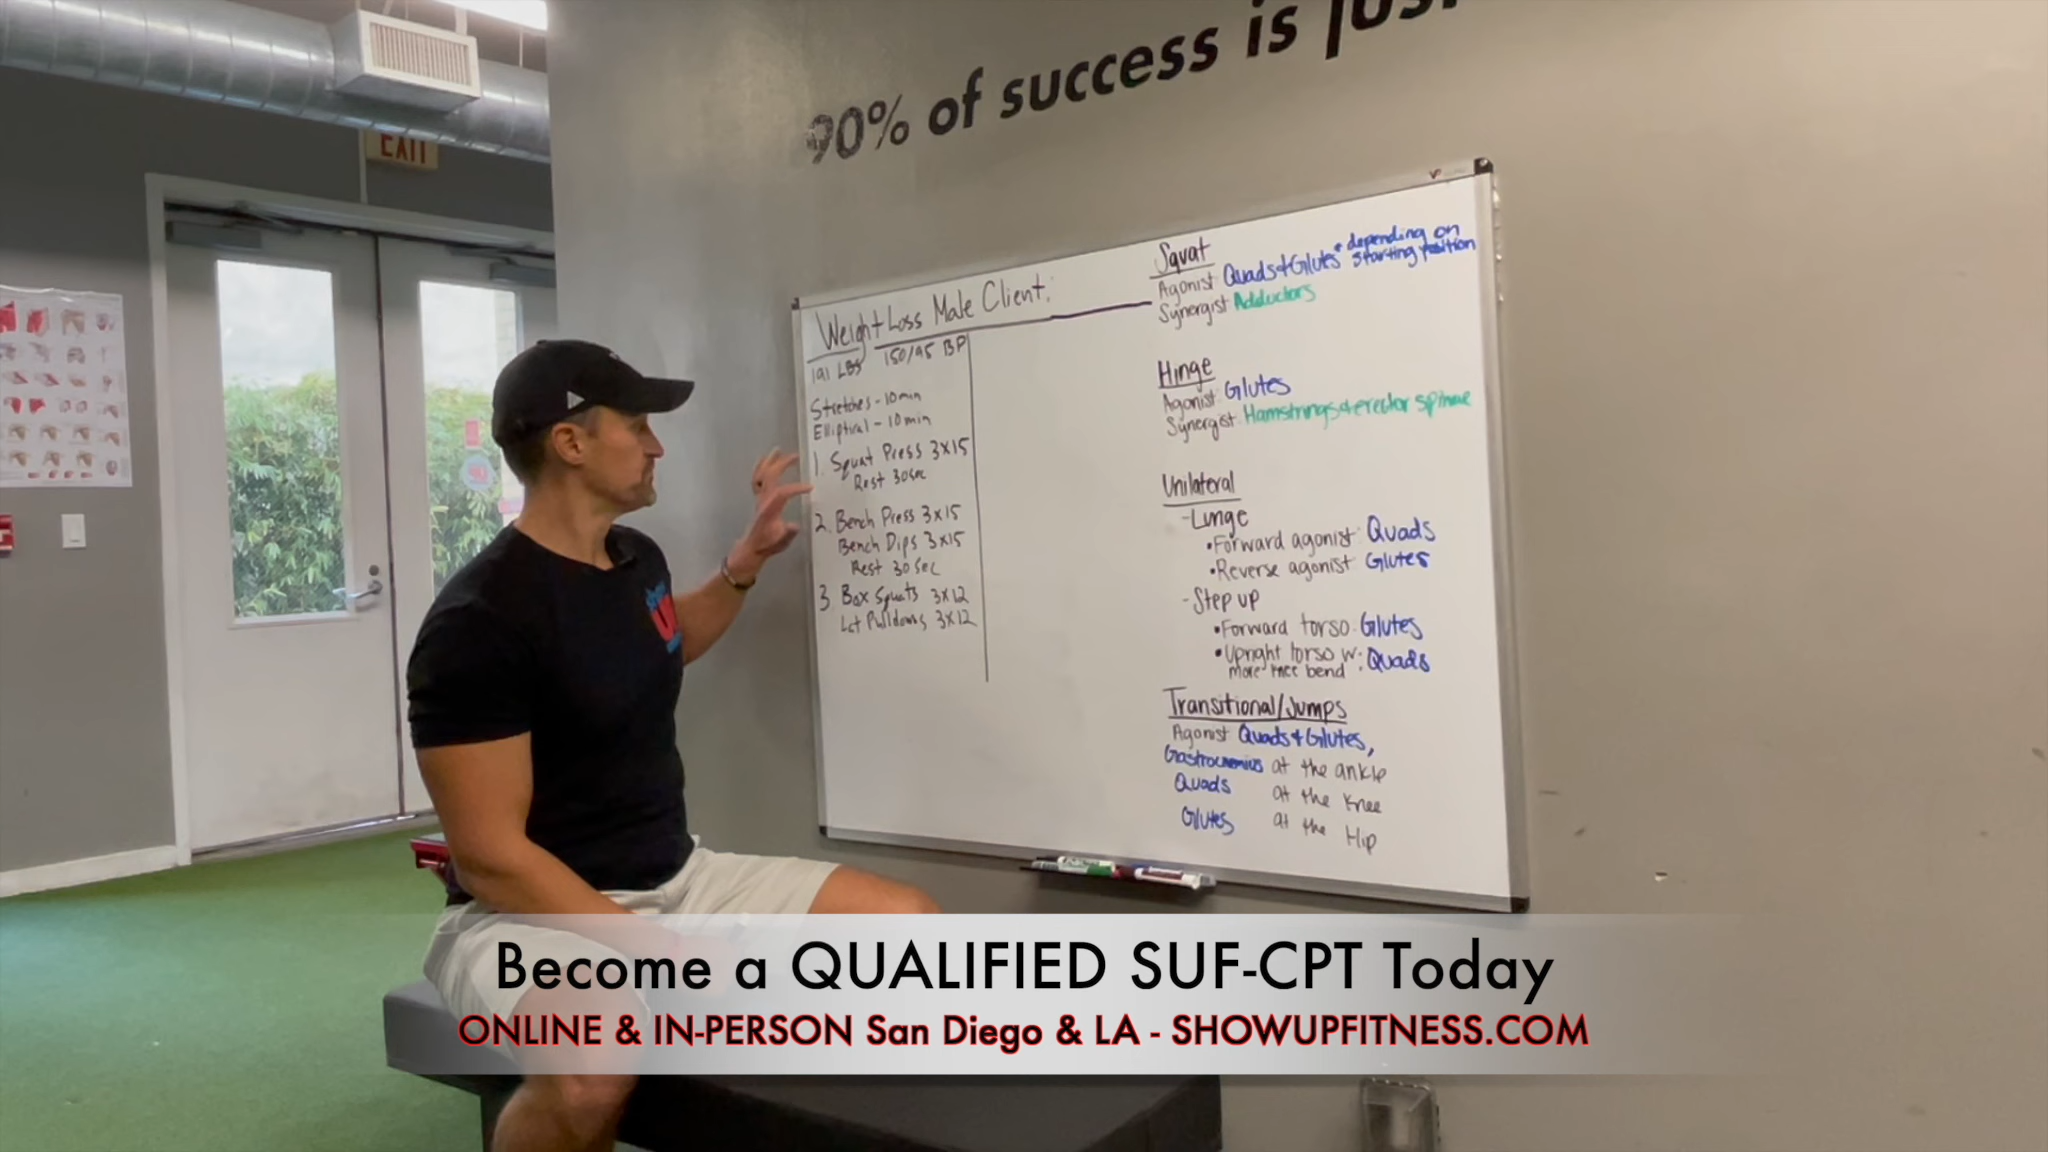 EXIT
90% of success is
Weight Loss Male Client:
191 LBS 150/95 BP
Stretches - 10 min
Elliptical - 10 min
1. Squat Press 3x15
Rest 30sec
2. Bench Press 3x15
Bench Dips 3x15
Rest 30 sec
3. Box Squats 3x12
Lat Pulldowns 3x12
Squat
Agonist Quads & Glutes * depending on
starting position
Synergist Adductors
Hinge
Agonist: Glutes
Synergist: Hamstrings & erector spinae
Unilateral
- Lunge
• Forward agonist: Quads
• Reverse agonist Glutes
- Step up
• Forward torso: Glutes
• Upright torso w: Quads
more knee bend
Transitional/Jumps
Agonist Quads & Glutes,
Gastrocnemius at the ankle
Quads at the knee
Glutes at the Hip
Become a QUALIFIED SUF-CPT Today
ONLINE & IN-PERSON San Diego & LA - SHOWUPFITNESS.COM